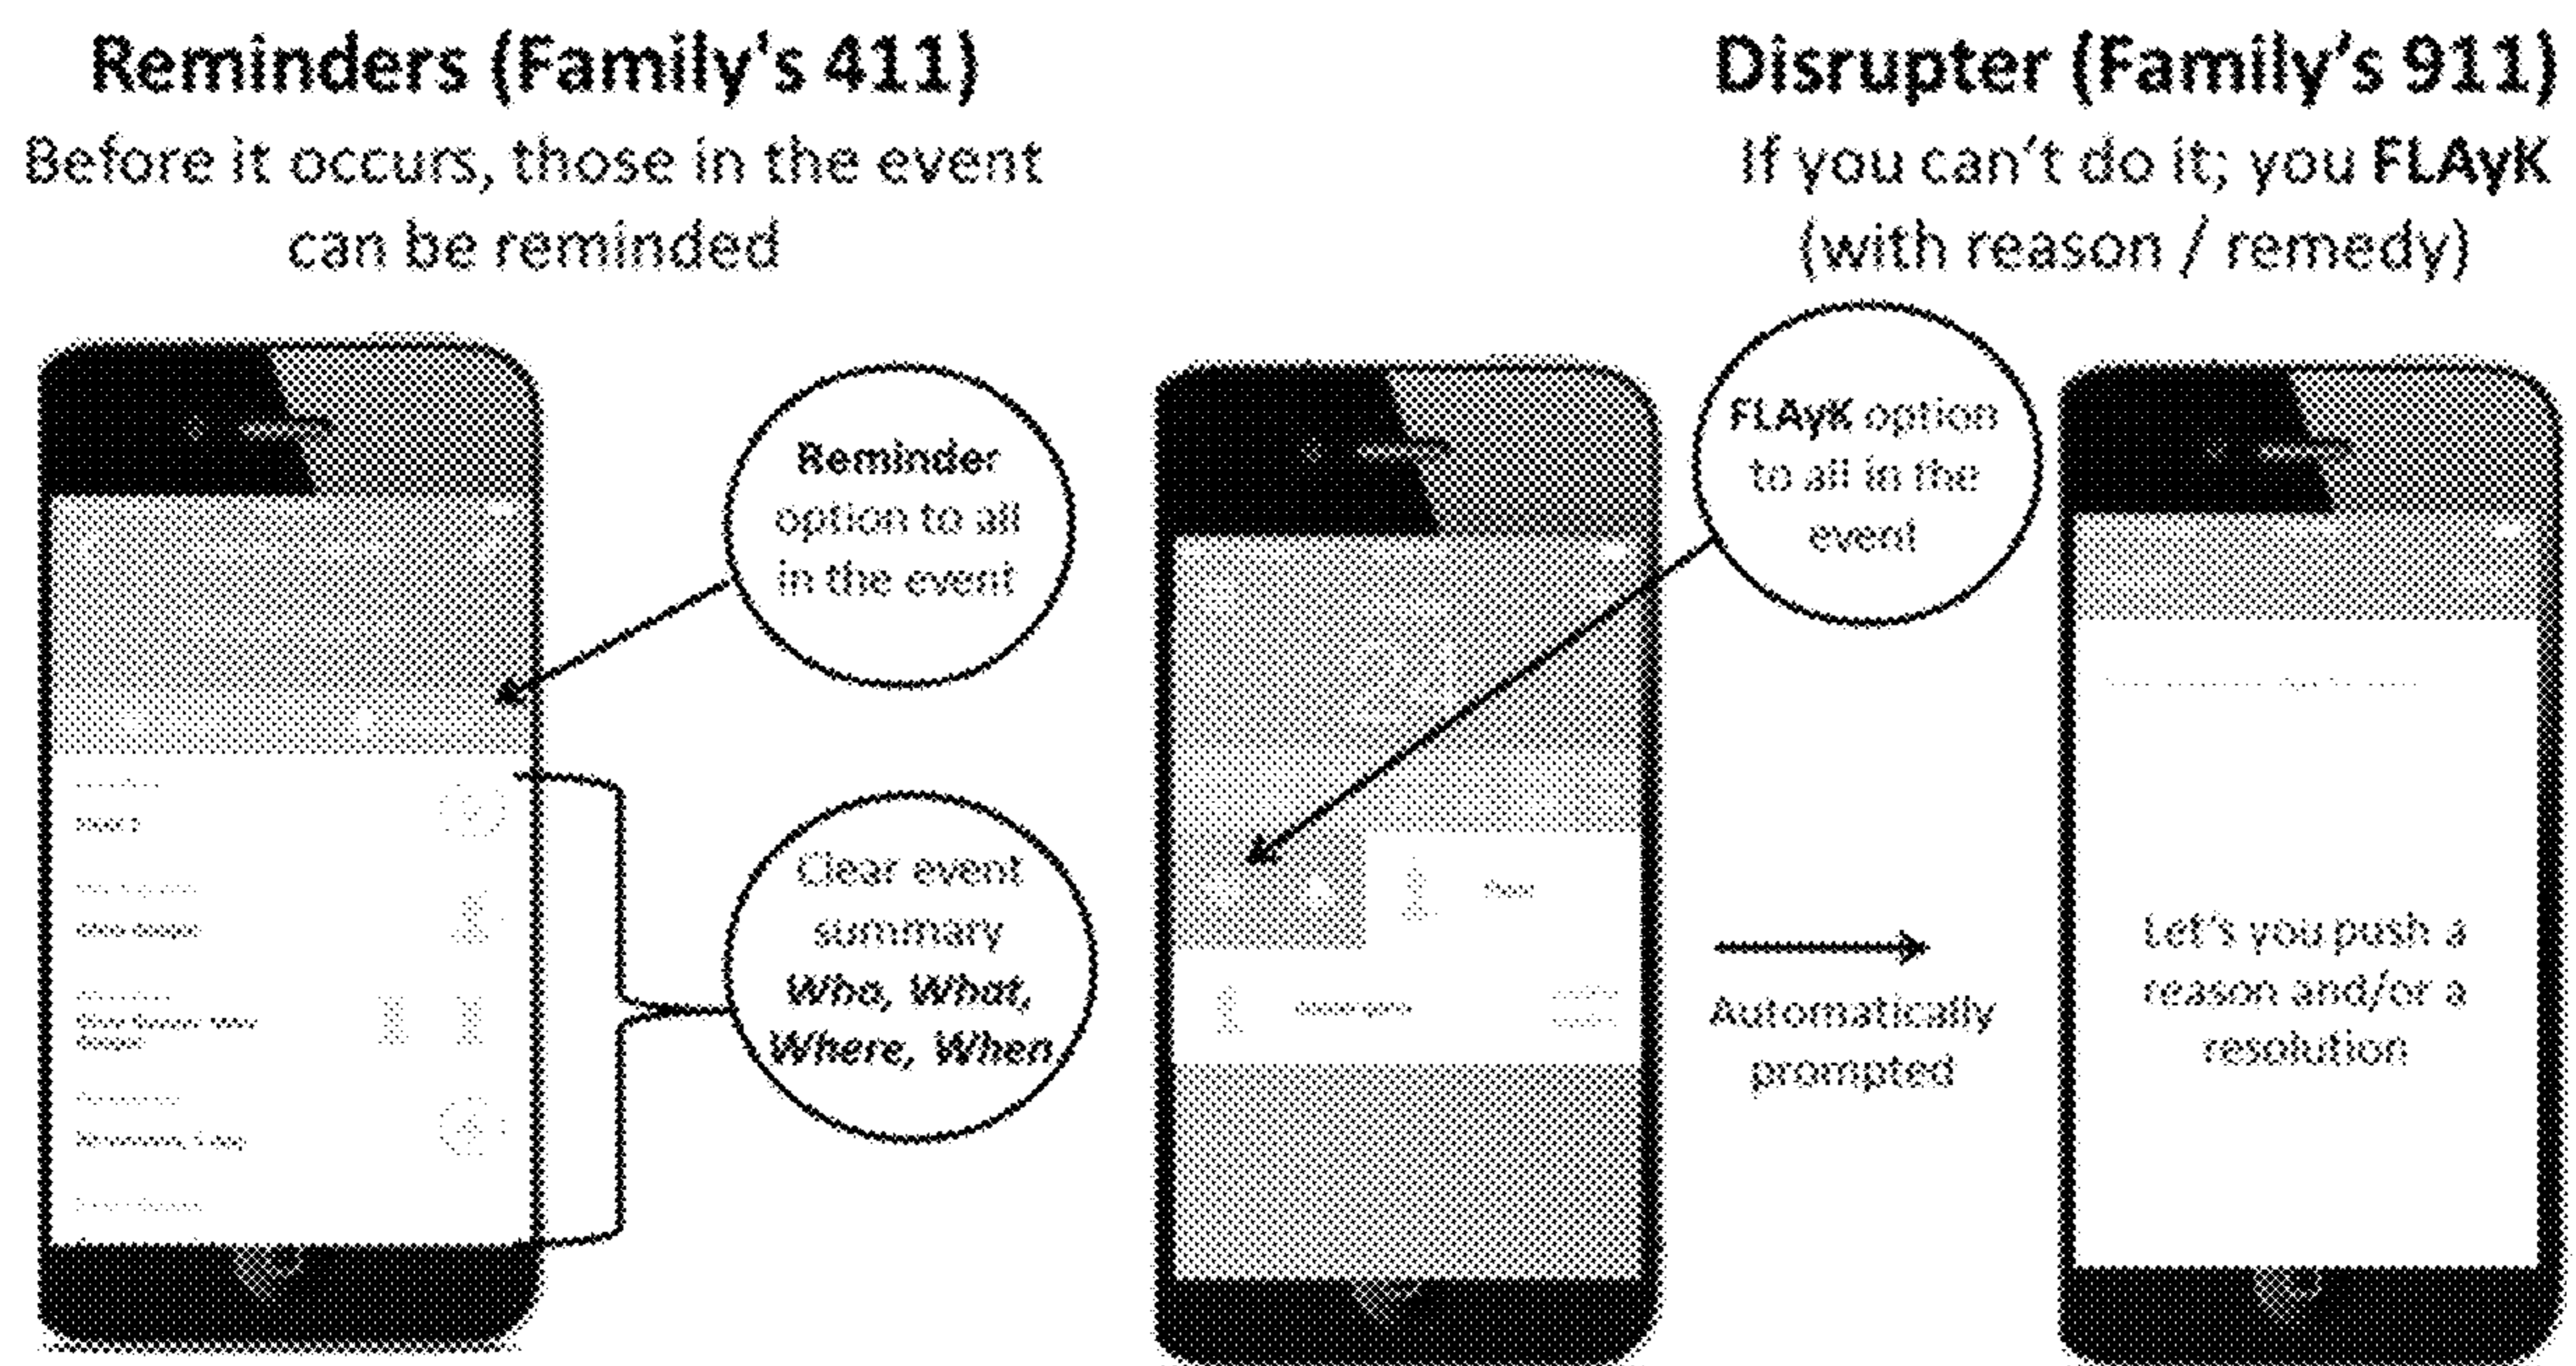 Reminders (Family's 411)
Before it occurs, those in the event
can be reminded
Reminder
option to all
in the event
Clear event
summary
Who, What,
Where, When
Disrupter (Family's 911)
If you can't do it; you FLAyK
(with reason / remedy)
FLAyK option
to all in the
event
Automatically
prompted
Let's you push a
reason and/or a
resolution